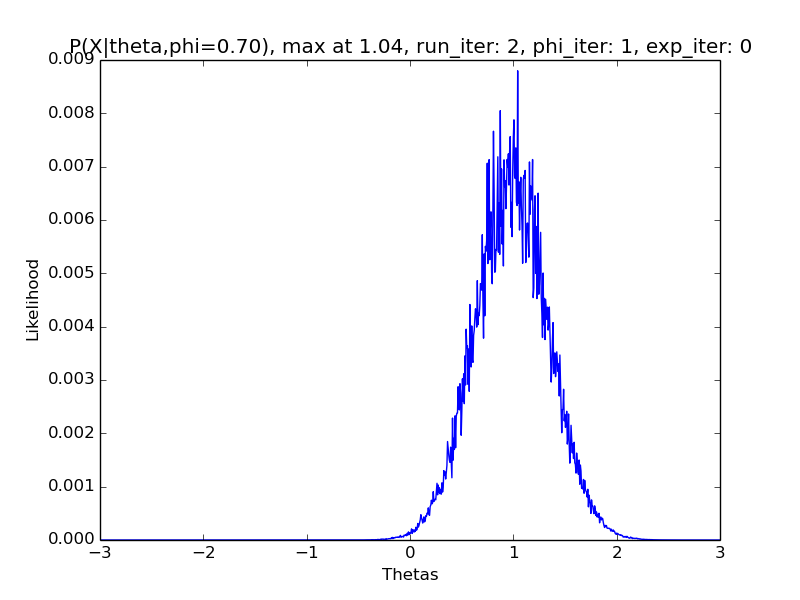 P(X|theta,phi=0.70), max at 1.04, run_iter: 2, phi_iter: 1, exp_iter: 0
0.009
0.008
0.007
0.006
0.005
0.004
0.003
0.002
0.001
0.000
Likelihood
−3 −2 −1 0 1 2 3
Thetas